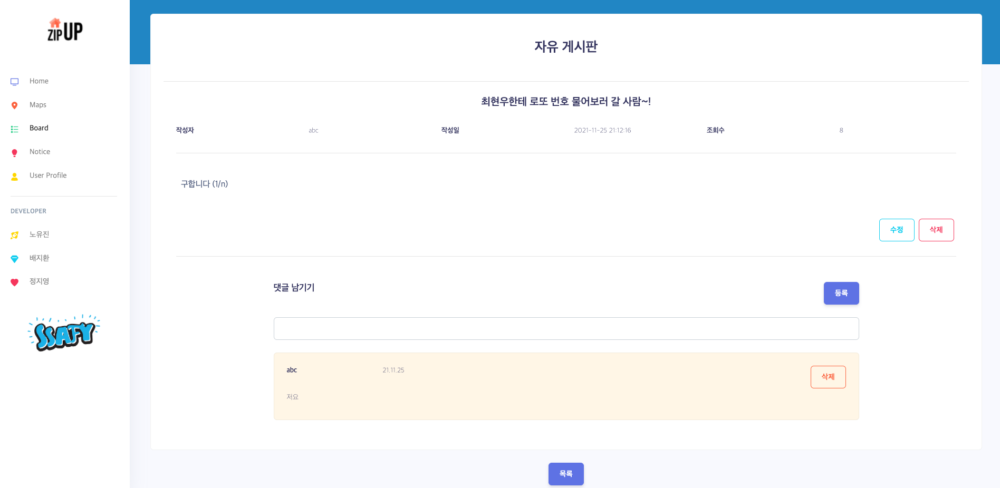 ZIP UP
Home
Maps
Board
Notice
User Profile
DEVELOPER
노유진
배지환
정지영
SSAFY
자유 게시판
최현우한테 로또 번호 물어보러 갈 사람~!
작성자 abc 작성일 2021-11-25 21:12:16 조회수 8
구합니다 (1/n)
수정 삭제
댓글 남기기 등록
abc 21.11.25 삭제
저요
목록